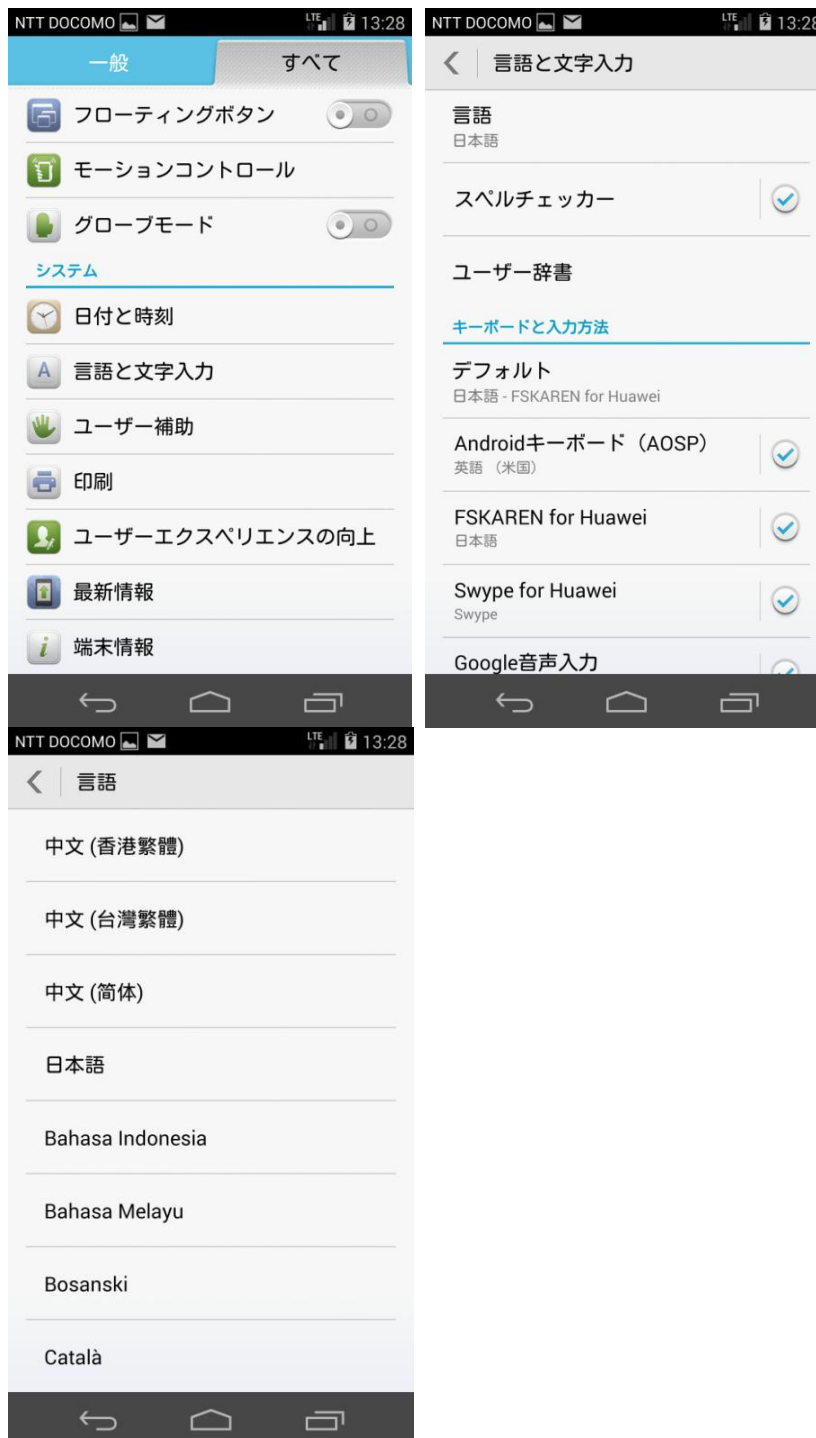 NTT DOCOMO LTE 13:28
一般 すべて
フローティングボタン
モーションコントロール
グローブモード
システム
日付と時刻
A 言語と文字入力
ユーザー補助
印刷
ユーザーエクスペリエンスの向上
最新情報
i 端末情報
NTT DOCOMO LTE 13:28
言語と文字入力
言語
日本語
スペルチェッカー
ユーザー辞書
キーボードと入力方法
デフォルト
日本語 - FSKAREN for Huawei
Androidキーボード（AOSP）
英語 （米国）
FSKAREN for Huawei
日本語
Swype for Huawei
Swype
Google音声入力
NTT DOCOMO LTE 13:28
言語
中文 (香港繁體)
中文 (台灣繁體)
中文 (简体)
日本語
Bahasa Indonesia
Bahasa Melayu
Bosanski
Català